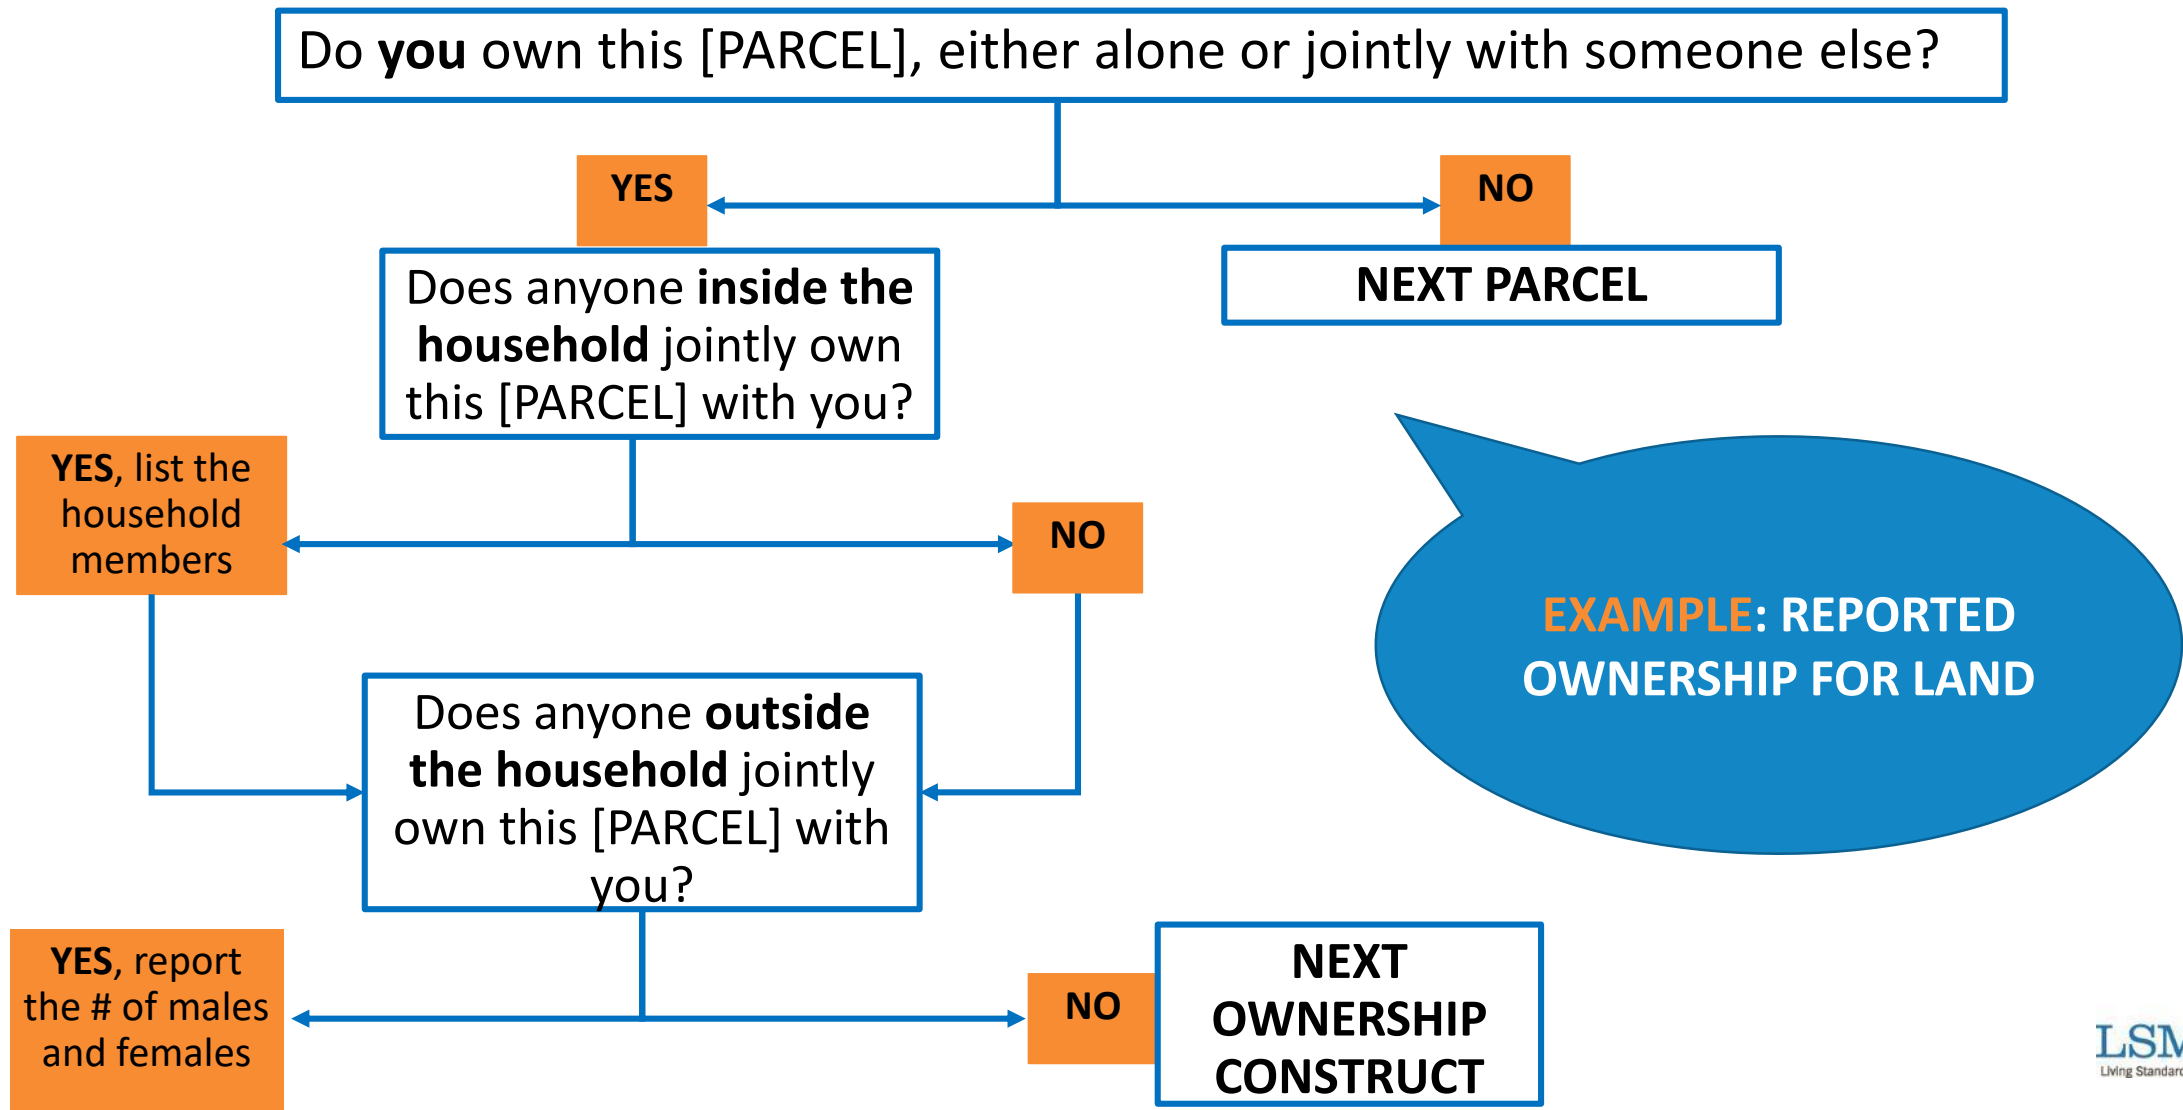 Do you own this [PARCEL], either alone or jointly with someone else?
YES
NO
Does anyone inside the
household jointly own
this [PARCEL] with you?
NEXT PARCEL
YES, list the
household
members
NO
EXAMPLE: REPORTED
OWNERSHIP FOR LAND
Does anyone outside
the household jointly
own this [PARCEL] with
you?
YES, report
the # of males
and females
NO
NEXT
OWNERSHIP
CONSTRUCT
Living